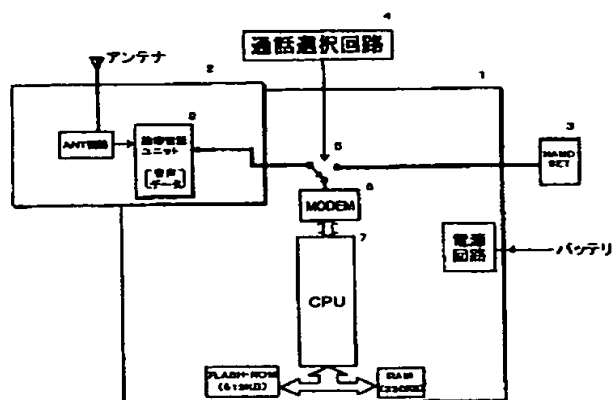 4
通話選択回路
アンテナ
2
1
3
ANT
ユニット
音声
データ
5
HAND
SET
6
MODEM
7
CPU
電源
回路
バッテリ
FLASH-ROM
RAM